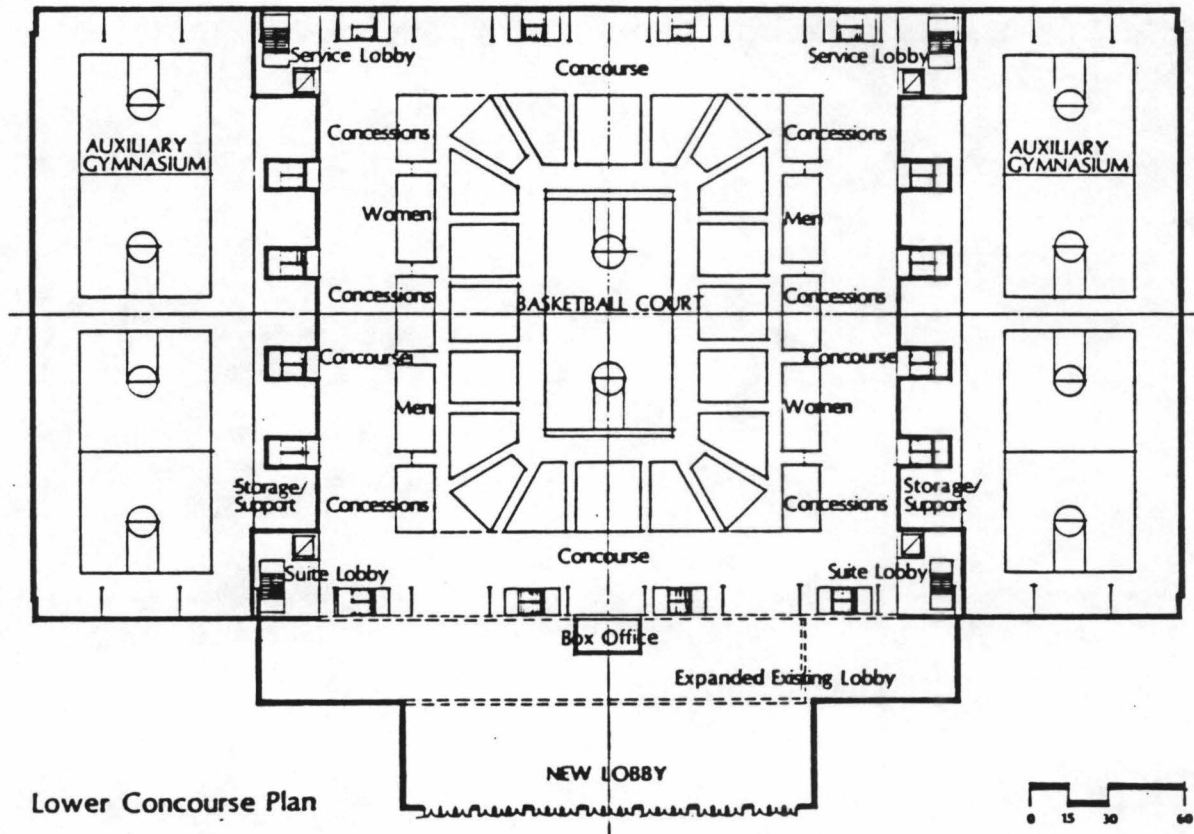 Service Lobby
Service Lobby
Concourse
Concessions
Concessions
AUXILIARY
GYMNASIUM
AUXILIARY
GYMNASIUM
Women
Men
Concessions
BASKETBALL COURT
Concessions
Concourse
Concourse
Men
Women
Storage/
Support
Concessions
Concessions
Storage/
Support
Concourse
Suite Lobby
Suite Lobby
Box Office
Expanded Existing Lobby
NEW LOBBY
Lower Concourse Plan
0 15 30 60